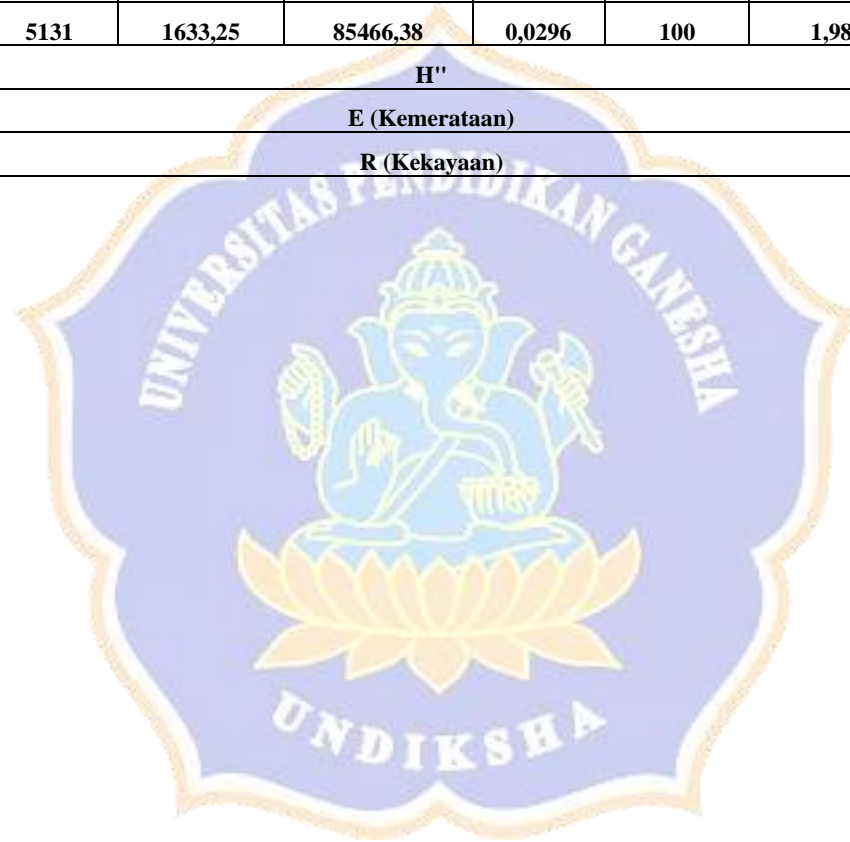 5131 1633,25 85466,38 0,0296 100 1,98
H"
E (Kemerataan)
R (Kekayaan)
UNIVERSITAS PENDIDIKAN GANESHA
UNDIKSHA